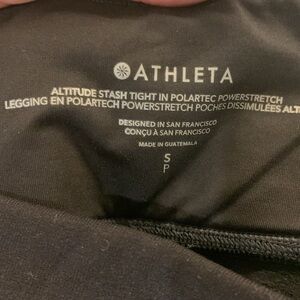 ATHLETA
ALTITUDE STASH TIGHT IN POLARTEC POWERSTRETCH
LEGGING EN POLARTECH POWERSTRETCH POCHES DISSIMULÉES ALT
DESIGNED IN SAN FRANCISCO
CONÇU À SAN FRANCISCO
MADE IN GUATEMALA
S
P